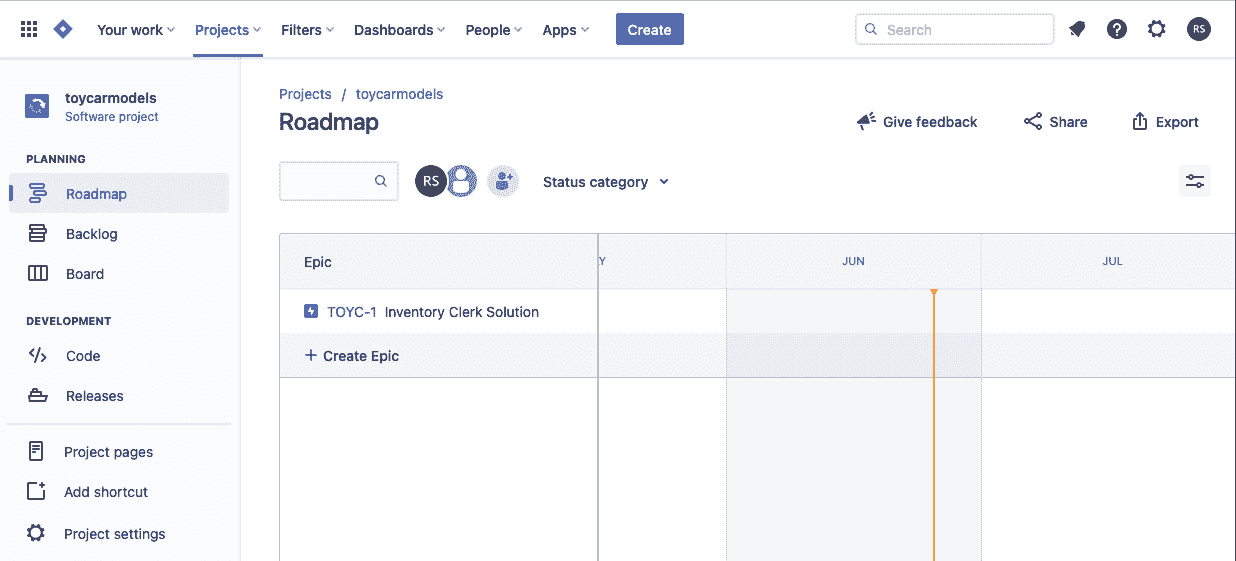 Your work Projects Filters Dashboards People Apps Create Search RS
toycarmodels
Software project
PLANNING
Roadmap
Backlog
Board
DEVELOPMENT
Code
Releases
Project pages
Add shortcut
Project settings
Projects / toycarmodels
Roadmap
Give feedback Share Export
RS Status category
Epic Y JUN JUL
TOYC-1 Inventory Clerk Solution
+ Create Epic